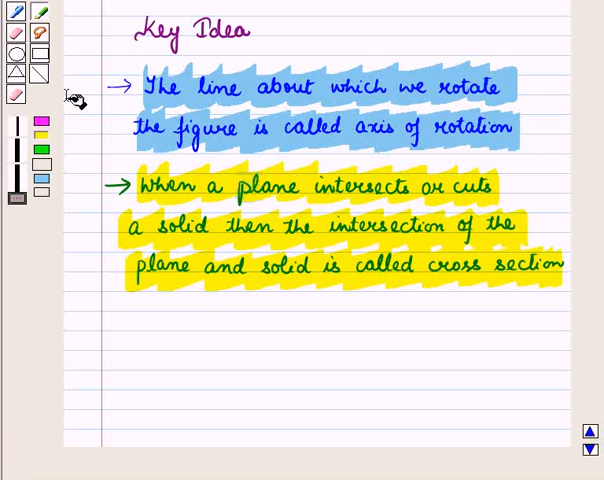 Key Idea
→ The line about which we rotate
the figure is called axis of rotation
→ When a plane intersects or cuts
a solid then the intersection of the
plane and solid is called cross section